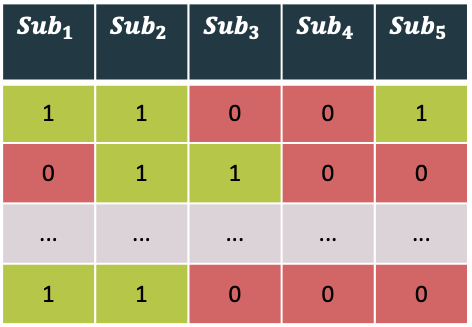 Sub₁ Sub₂ Sub₃ Sub₄ Sub₅
1 1 0 0 1
0 1 1 0 0
... ... ... ... ...
1 1 0 0 0